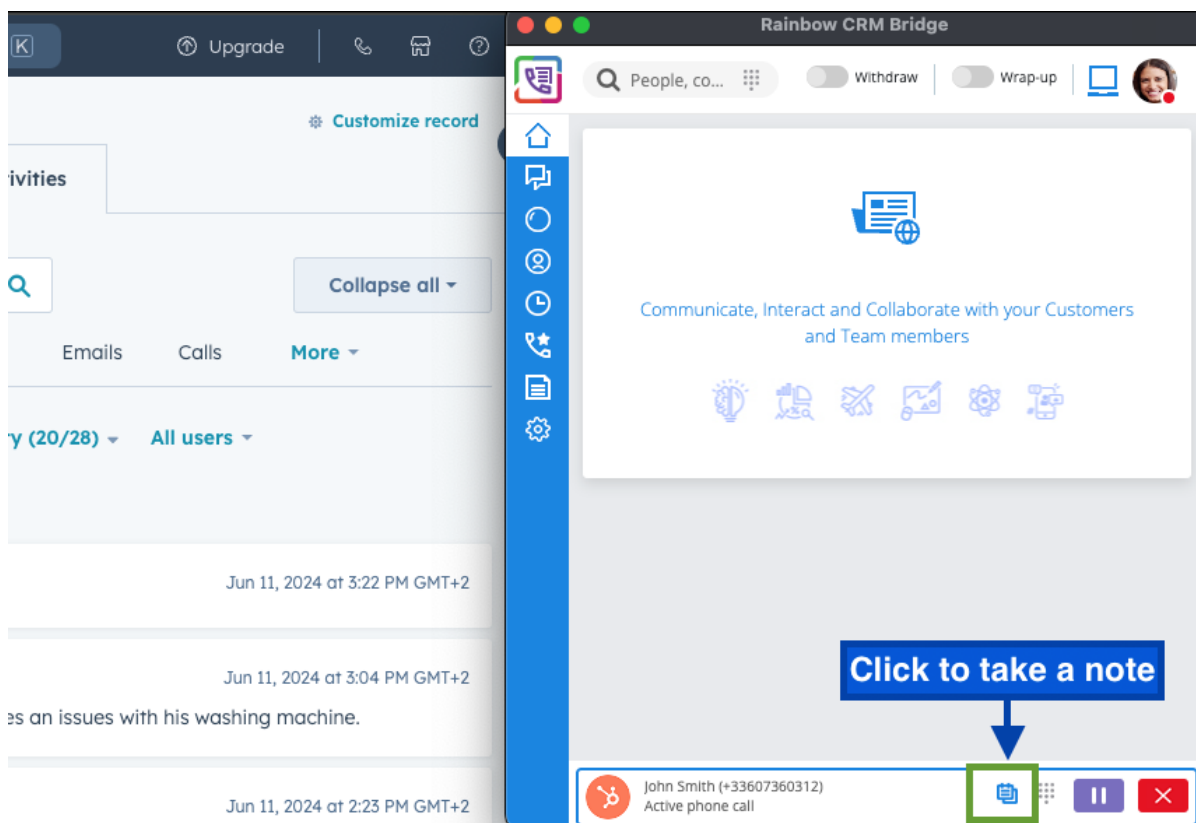 K
Upgrade
Customize record
ivities
Collapse all
Emails Calls More
y (20/28) All users
Jun 11, 2024 at 3:22 PM GMT+2
Jun 11, 2024 at 3:04 PM GMT+2
es an issues with his washing machine.
Jun 11, 2024 at 2:23 PM GMT+2
Rainbow CRM Bridge
People, co... Withdraw Wrap-up
Communicate, Interact and Collaborate with your Customers
and Team members
Click to take a note
John Smith (+33607360312)
Active phone call